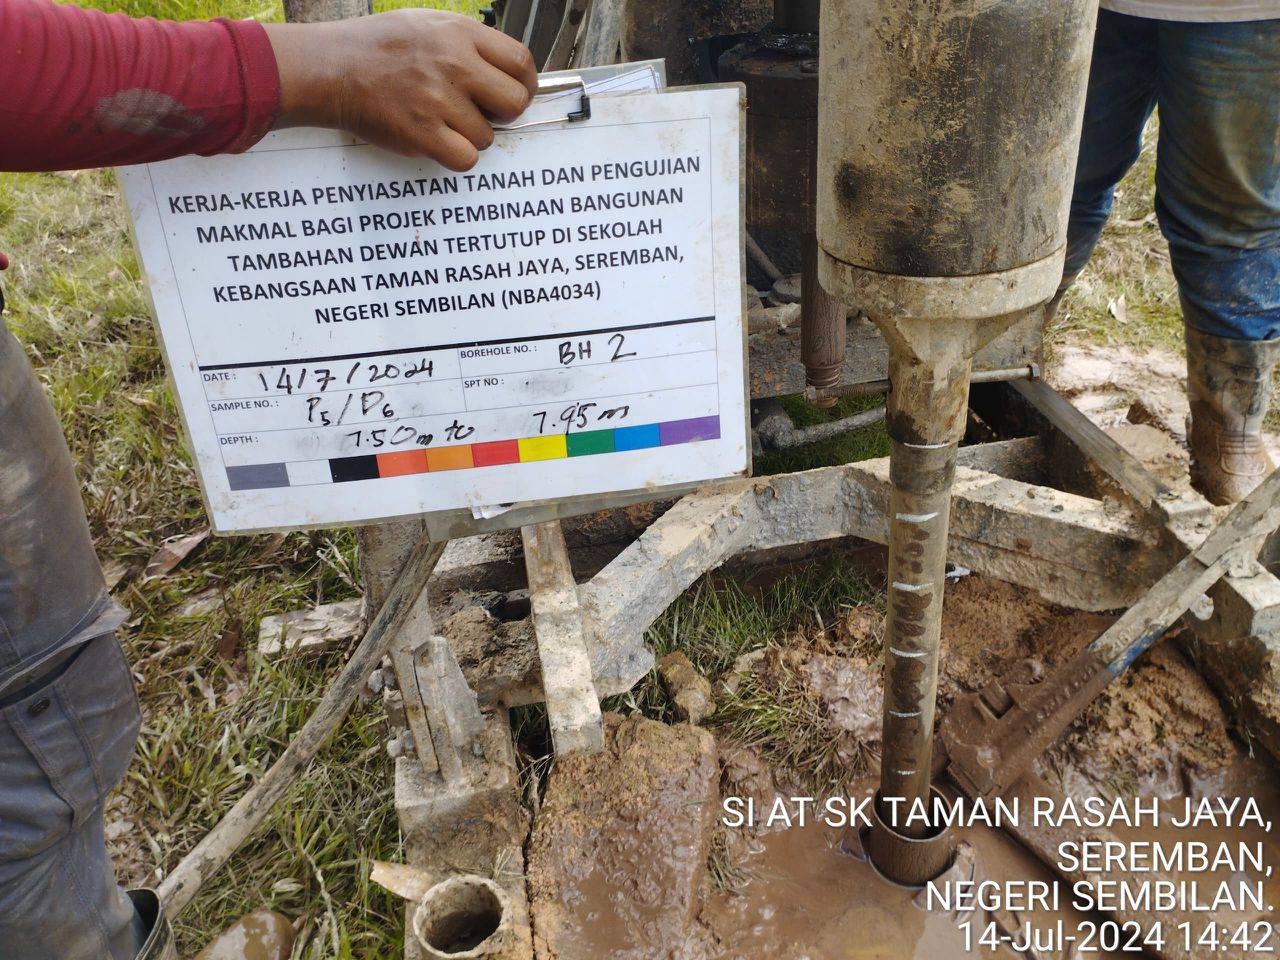 KERJA-KERJA PENYIASATAN TANAH DAN PENGUJIAN
MAKMAL BAGI PROJEK PEMBINAAN BANGUNAN
TAMBAHAN DEWAN TERTUTUP DI SEKOLAH
KEBANGSAAN TAMAN RASAH JAYA, SEREMBAN,
NEGERI SEMBILAN (NBA4034)
DATE: 14/7/2024 BOREHOLE NO.: BH 2
SAMPLE NO.: P5/D6 SPT NO:
DEPTH: 7.50m to 7.95m
SI AT SK TAMAN RASAH JAYA,
SEREMBAN,
NEGERI SEMBILAN.
14-Jul-2024 14:42